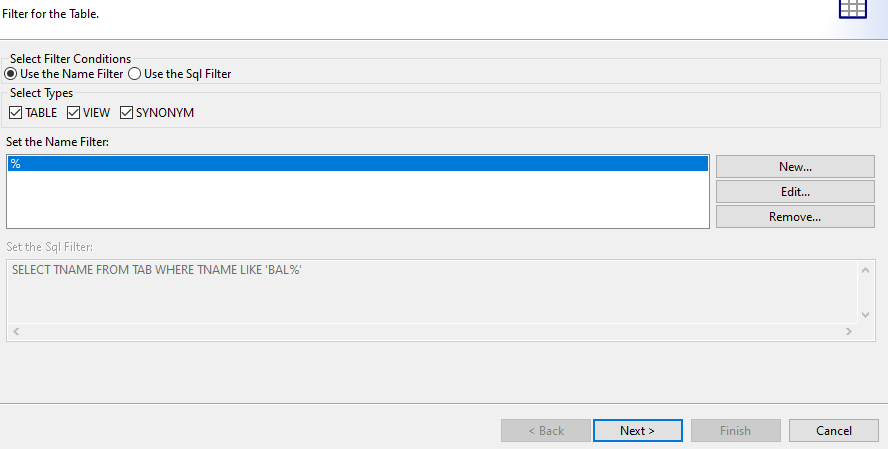 Filter for the Table.
Select Filter Conditions
Use the Name Filter Use the Sql Filter
Select Types
TABLE VIEW SYNONYM
Set the Name Filter:
%
New...
Edit...
Remove...
Set the Sql Filter:
SELECT TNAME FROM TAB WHERE TNAME LIKE 'BAL%'
< Back Next > Finish Cancel